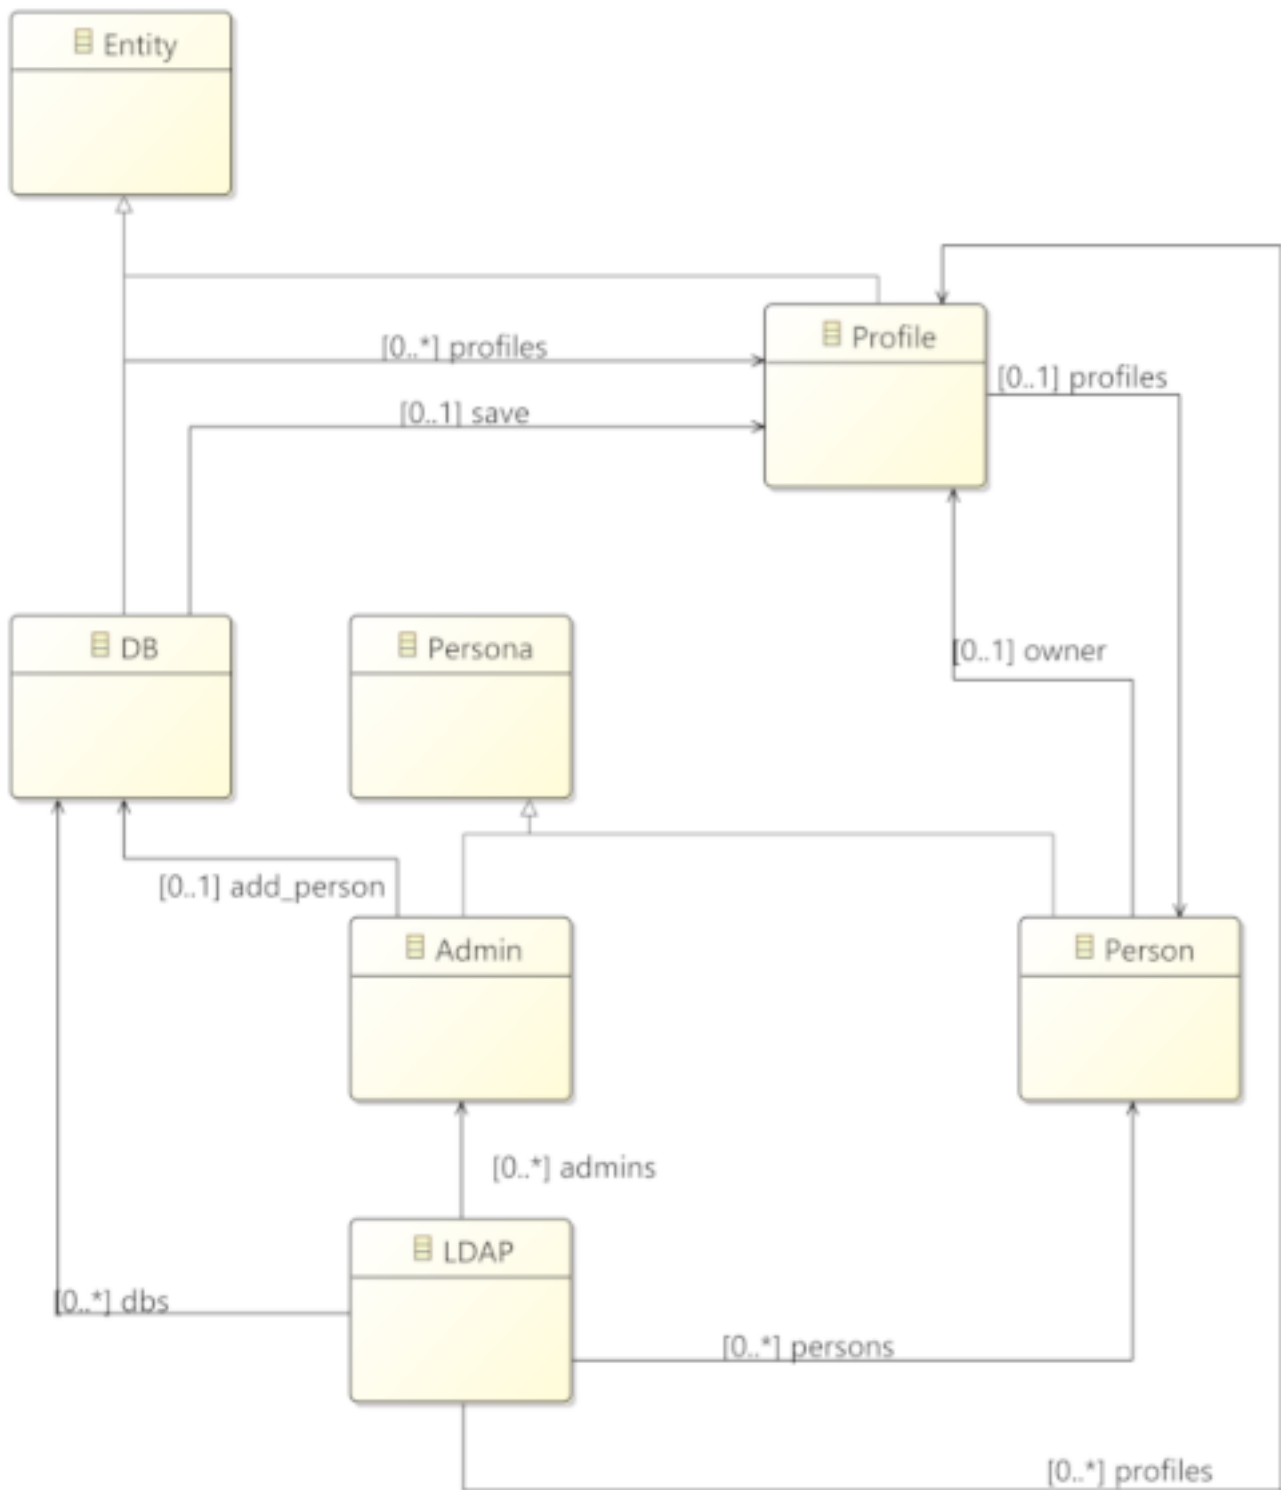 Entity
Profile
[0..*] profiles
[0..1] profiles
[0..1] save
DB
Persona
[0..1] owner
[0..1] add_person
Admin
Person
[0..*] admins
LDAP
[0..*] dbs
[0..*] persons
[0..*] profiles